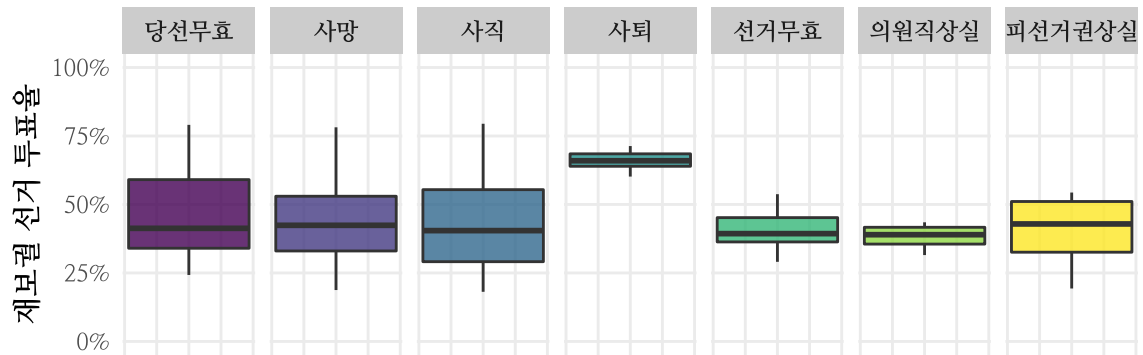 당선무효
사망
사직
사퇴
선거무효
의원직상실
피선거권상실
재보궐 선거 투표율
100%
75%
50%
25%
0%